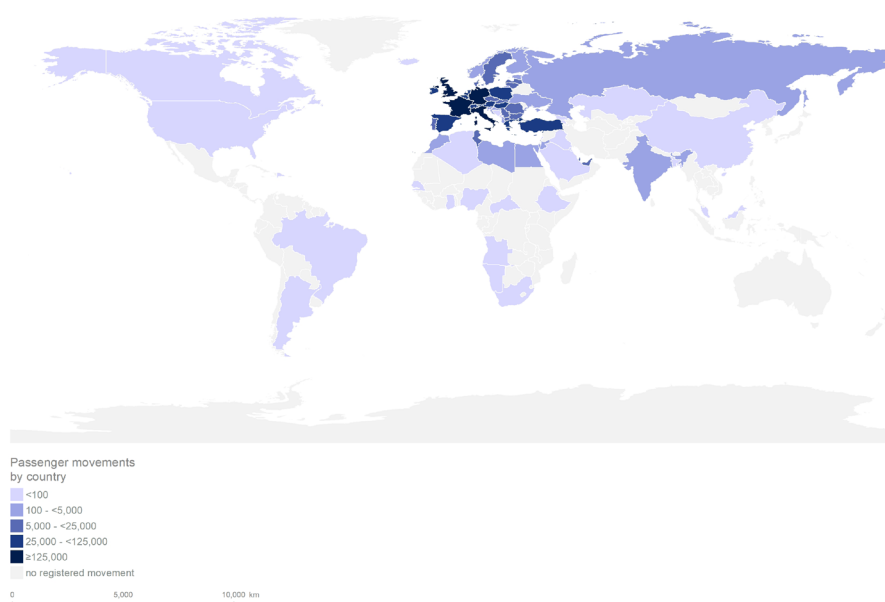 Passenger movements
by country
<100
100 - <5,000
5,000 - <25,000
25,000 - <125,000
≥125,000
no registered movement
0 5,000 10,000 km